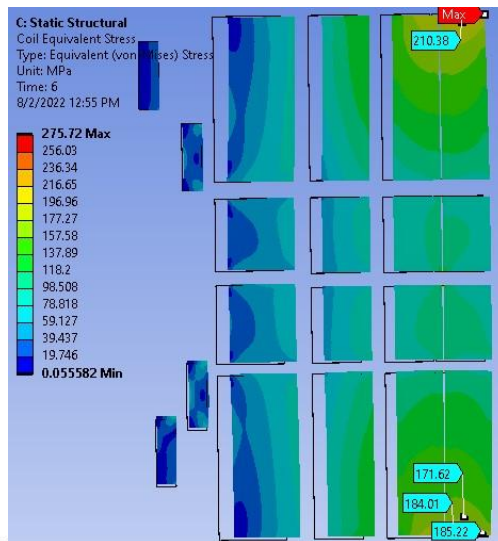 C: Static Structural
Coil Equivalent Stress
Type: Equivalent (von-Mises) Stress
Unit: MPa
Time: 6
8/2/2022 12:55 PM
275.72 Max
256.03
236.34
216.65
196.96
177.27
157.58
137.89
118.2
98.508
78.818
59.127
39.437
19.746
0.055582 Min
Max
210.38
171.62
184.01
185.22